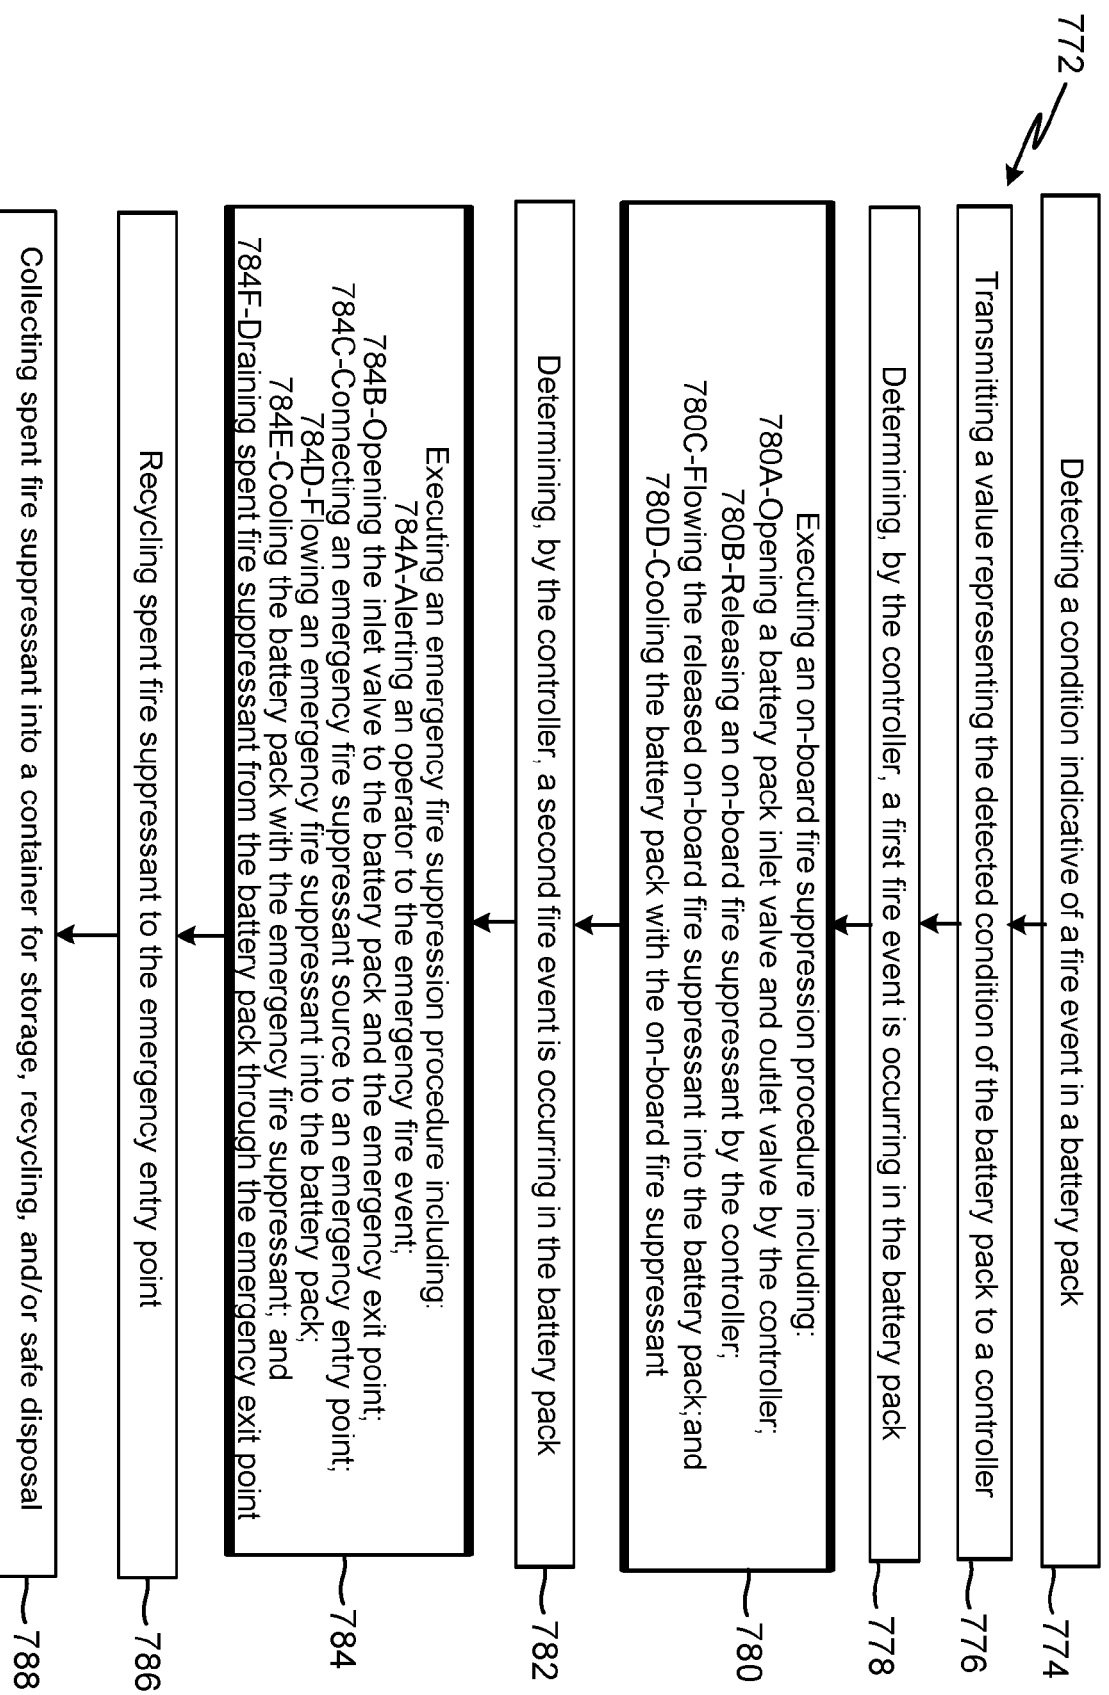 772
Detecting a condition indicative of a fire event in a battery pack
774
Transmitting a value representing the detected condition of the battery pack to a controller
776
Determining, by the controller, a first fire event is occurring in the battery pack
778
Executing an on-board fire suppression procedure including:
780A-Opening a battery pack inlet valve and outlet valve by the controller;
780B-Releasing an on-board fire suppressant by the controller;
780C-Flowing the released on-board fire suppressant into the battery pack;and
780D-Cooling the battery pack with the on-board fire suppressant
780
Determining, by the controller, a second fire event is occurring in the battery pack
782
Executing an emergency fire suppression procedure including:
784A-Alerting an operator to the emergency fire event;
784B-Opening the inlet valve to the battery pack and the emergency exit point;
784C-Connecting an emergency fire suppressant source to an emergency entry point;
784D-Flowing an emergency fire suppressant into the battery pack;
784E-Cooling the battery pack with the emergency fire suppressant; and
784F-Draining spent fire suppressant from the battery pack through the emergency exit point
784
Recycling spent fire suppressant to the emergency entry point
786
Collecting spent fire suppressant into a container for storage, recycling, and/or safe disposal
788